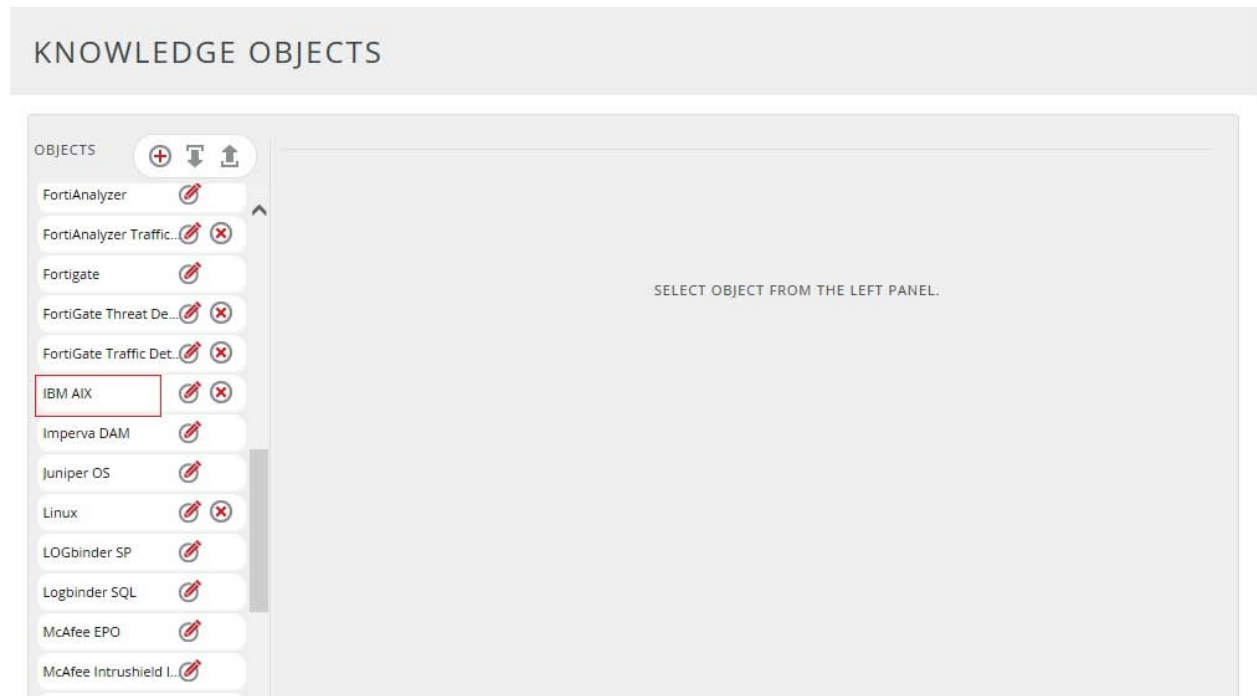 KNOWLEDGE OBJECTS
OBJECTS
FortiAnalyzer
FortiAnalyzer Traffic...
Fortigate
FortiGate Threat De...
FortiGate Traffic Det...
IBM AIX
Imperva DAM
Juniper OS
Linux
LOGbinder SP
Logbinder SQL
McAfee EPO
McAfee Intrushield I...
SELECT OBJECT FROM THE LEFT PANEL.